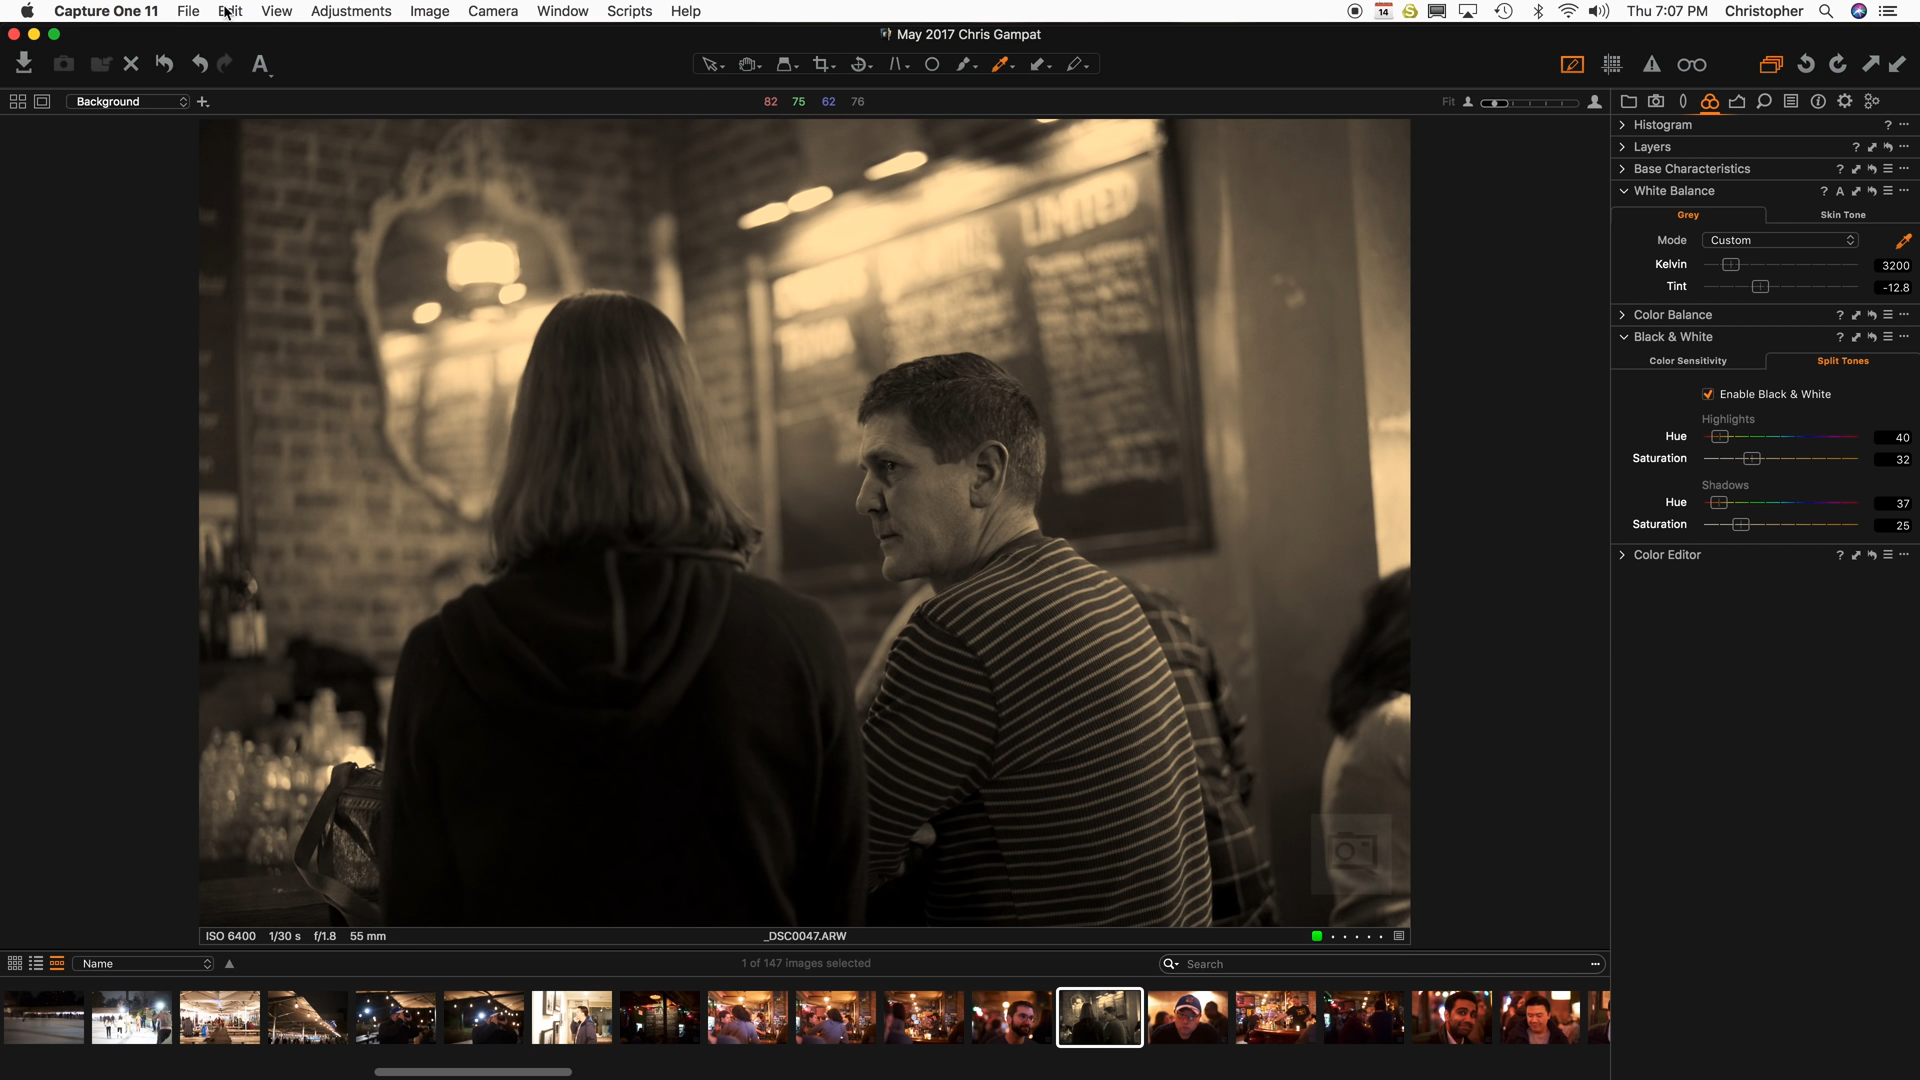 Capture One 11 File Edit View Adjustments Image Camera Window Scripts Help 14 S Thu 7:07 PM Christopher
May 2017 Chris Gampat
A
Background 82 75 62 76 Fit
Histogram ? ...
Layers ? ...
Base Characteristics ? ...
White Balance ? A ...
Grey Skin Tone
Mode Custom
Kelvin 3200
Tint -12.8
Color Balance ? ...
Black & White ? ...
Color Sensitivity Split Tones
Enable Black & White
Highlights
Hue 40
Saturation 32
Shadows
Hue 37
Saturation 25
Color Editor ? ...
LIMITED
ISO 6400 1/30 s f/1.8 55 mm _DSC0047.ARW
Name 1 of 147 images selected Search ...